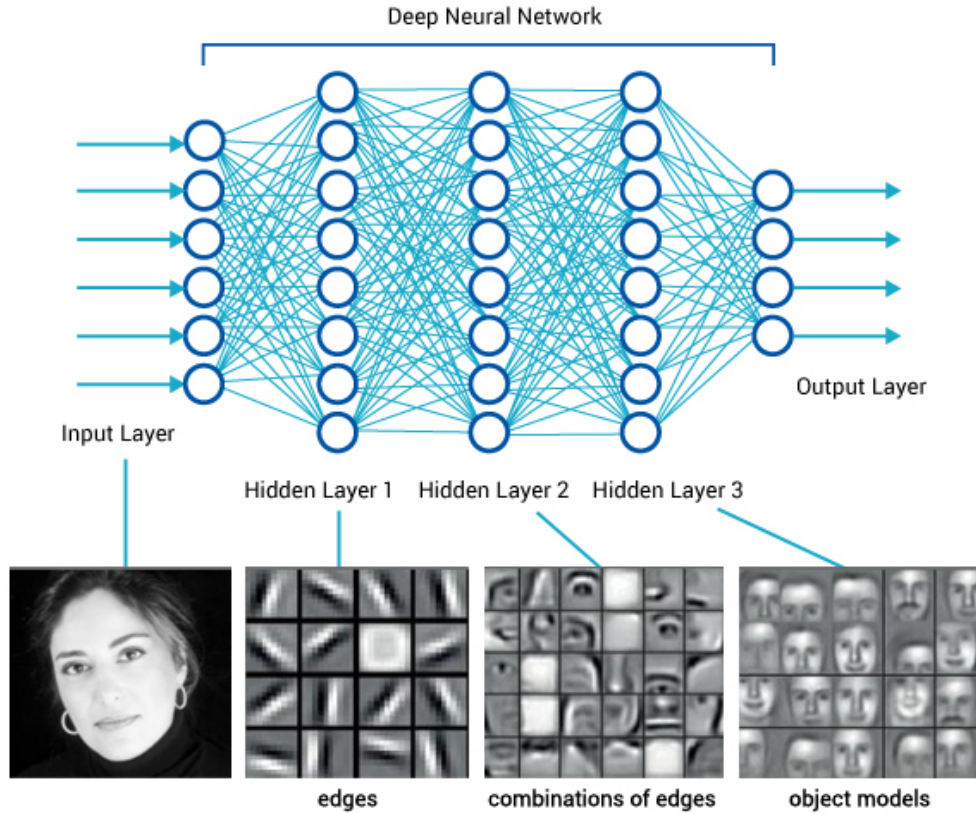 Deep Neural Network
Input Layer
Output Layer
Hidden Layer 1
Hidden Layer 2
Hidden Layer 3
edges
combinations of edges
object models